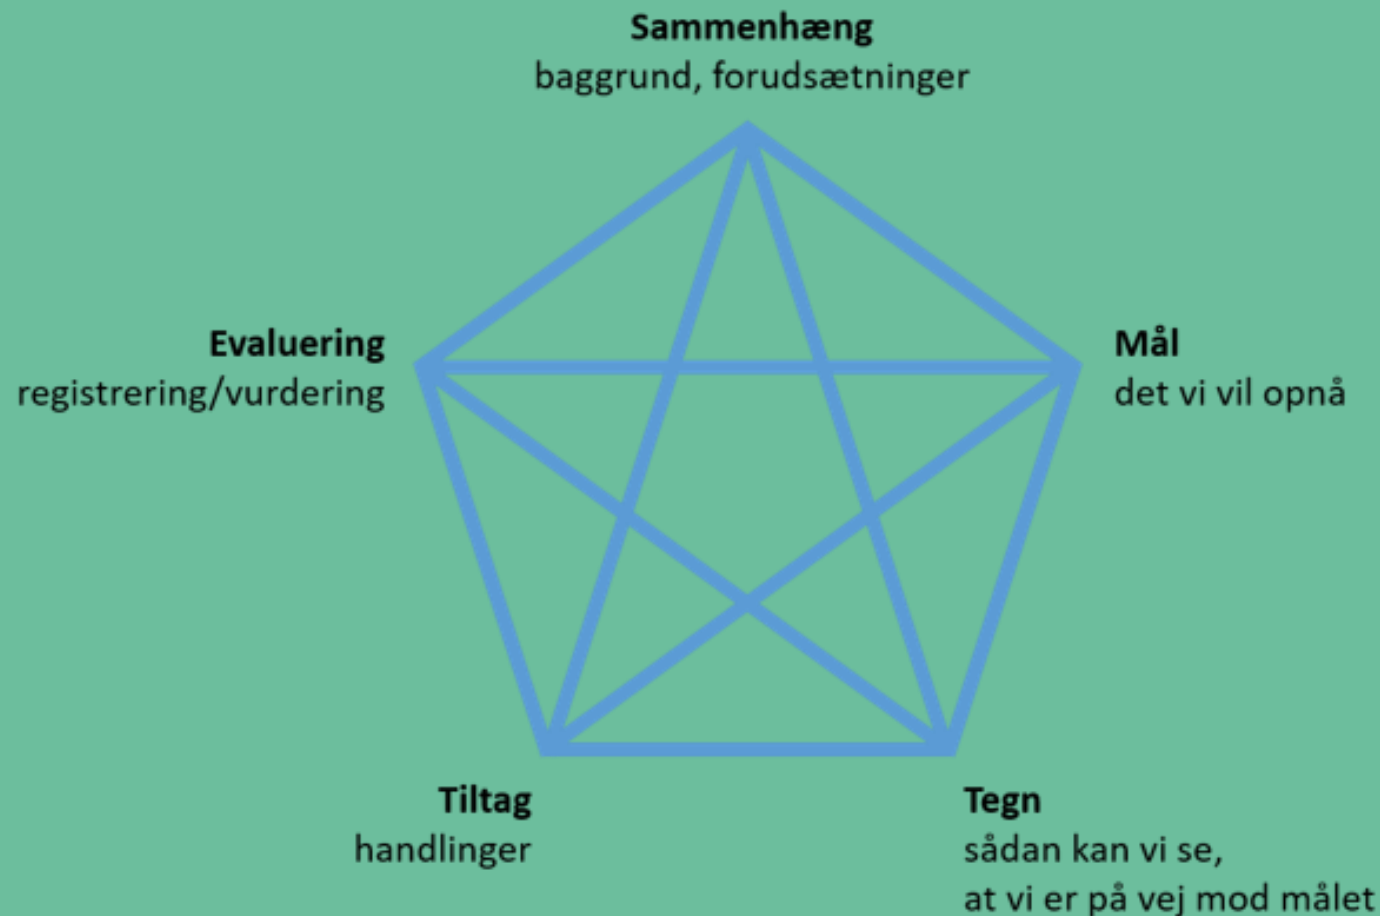 Sammenhæng
baggrund, forudsætninger
Evaluering
registrering/vurdering
Mål
det vi vil opnå
Tiltag
handlinger
Tegn
sådan kan vi se,
at vi er på vej mod målet